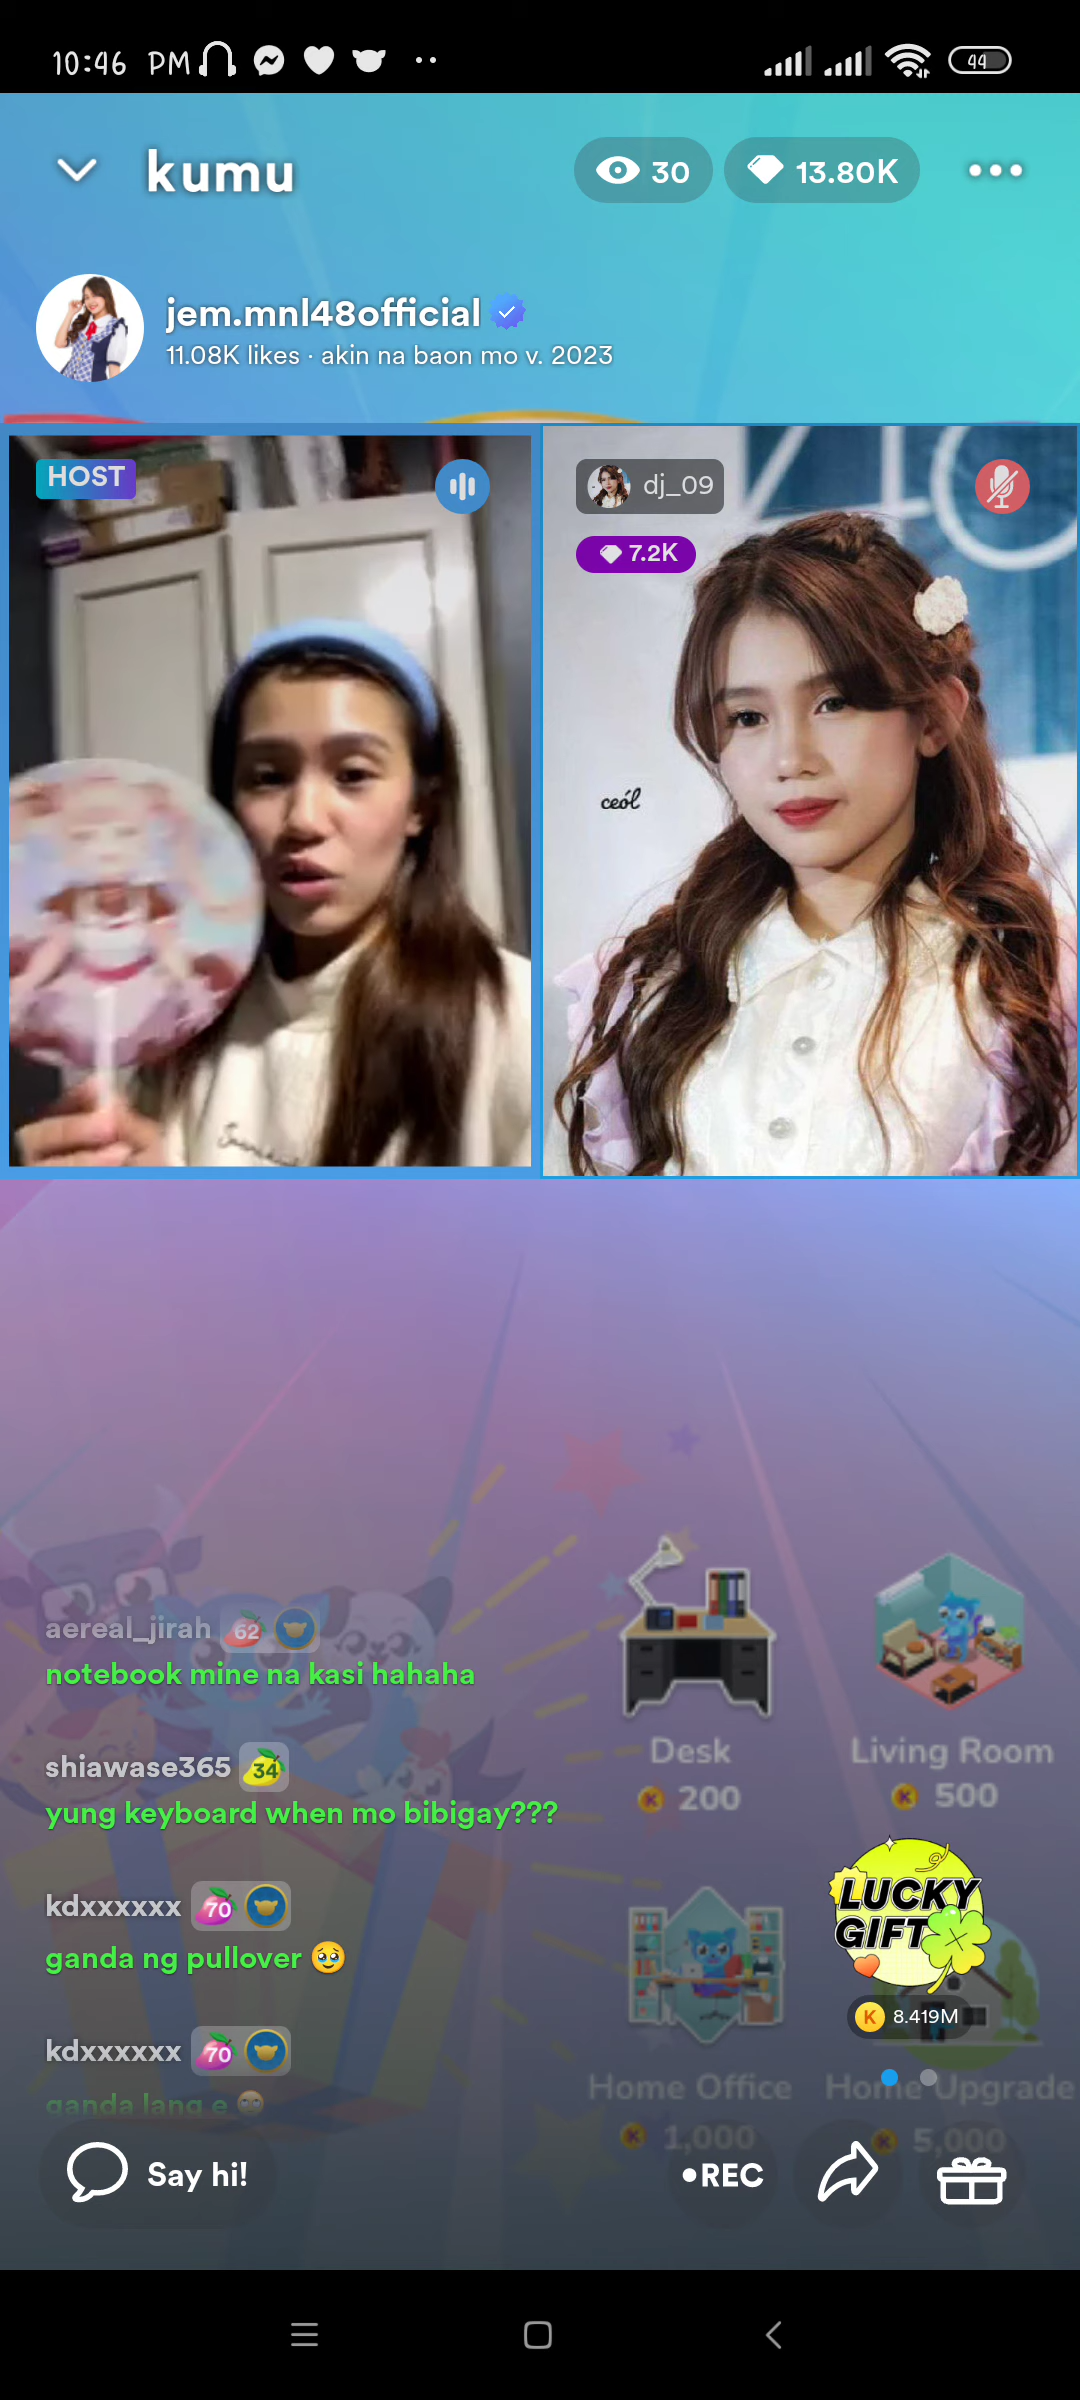 10:46 PM
44
kumu
30
13.80K
jem.mnl48official
11.08K likes · akin na baon mo v. 2023
HOST
dj_09
7.2K
ceól
aereal_jirah 62
notebook mine na kasi hahaha
shiawase365 34
yung keyboard when mo bibigay???
kdxxxxxx 70
ganda ng pullover 🥹
kdxxxxxx 70
ganda lang e
Desk
200
Living Room
500
LUCKY
GIFT
K 8.419M
Home Office
1,000
Home Upgrade
5,000
Say hi!
REC